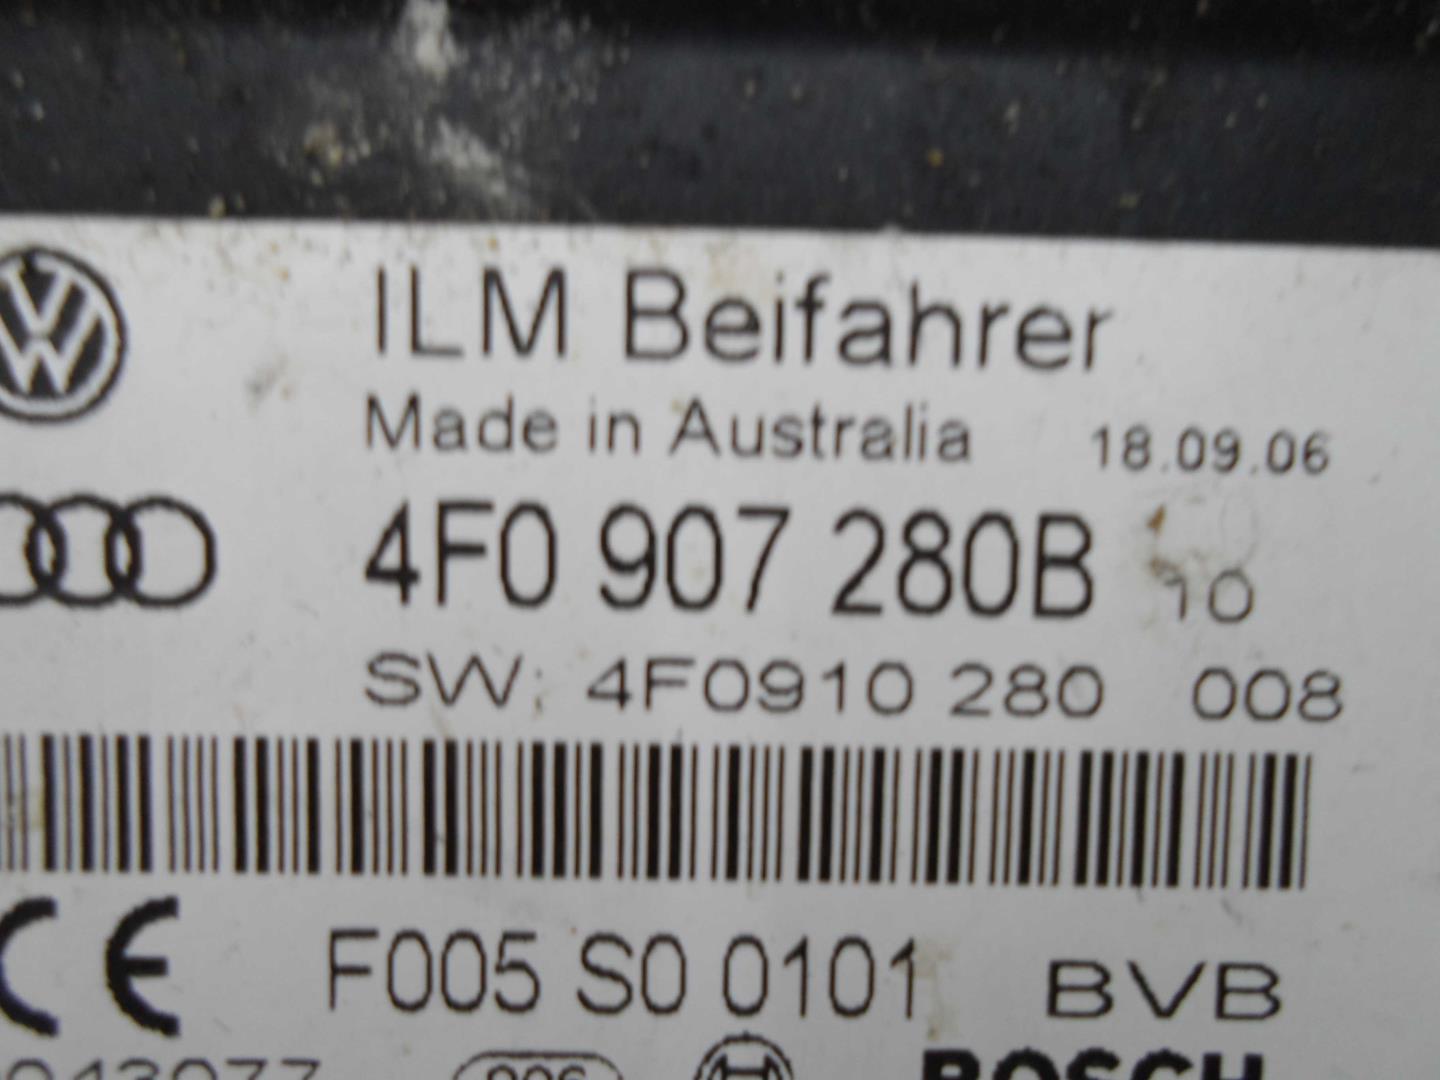 ILM Beifahrer
Made in Australia 18.09.06
4F0 907 280B 10
SW: 4F0910 280 008
CE F005 S0 0101 BVB
BOSCH